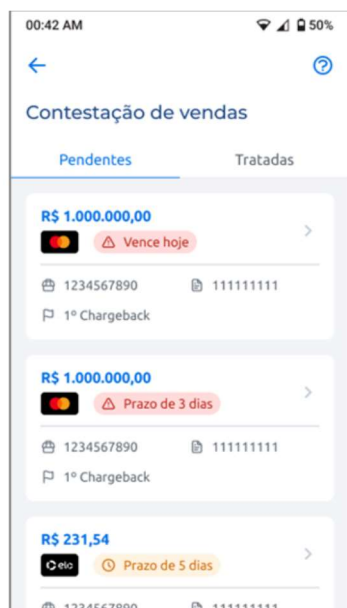 00:42 AM 50%
Contestação de vendas
Pendentes Tratadas
R$ 1.000.000,00
Vence hoje
1234567890 111111111
1º Chargeback
R$ 1.000.000,00
Prazo de 3 dias
1234567890 111111111
1º Chargeback
R$ 231,54
elo Prazo de 5 dias
1234567890 111111111